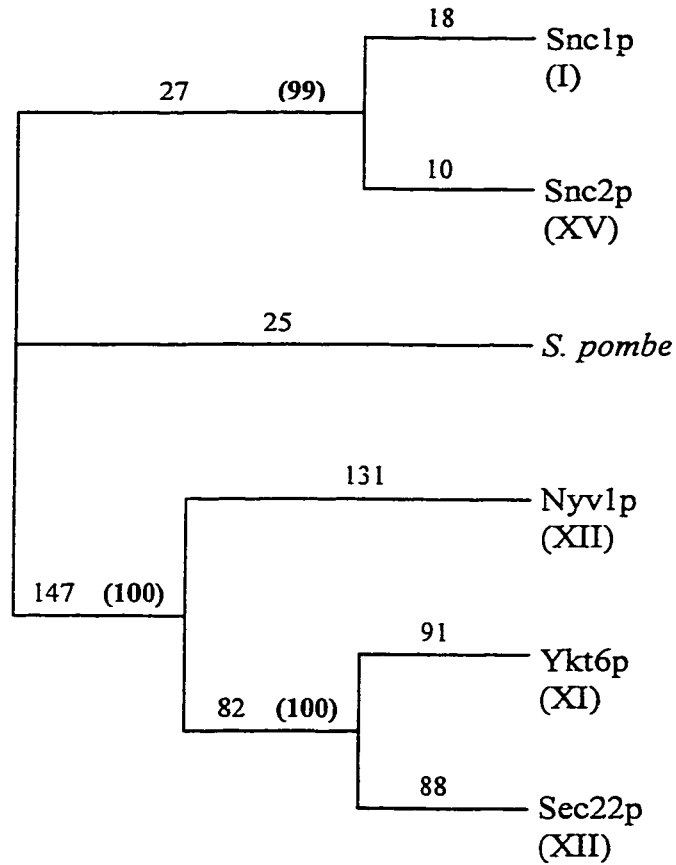 18
Snc1p
(I)
27 (99)
10
Snc2p
(XV)
25
S. pombe
131
Nyv1p
(XII)
147 (100)
91
Ykt6p
(XI)
82 (100)
88
Sec22p
(XII)